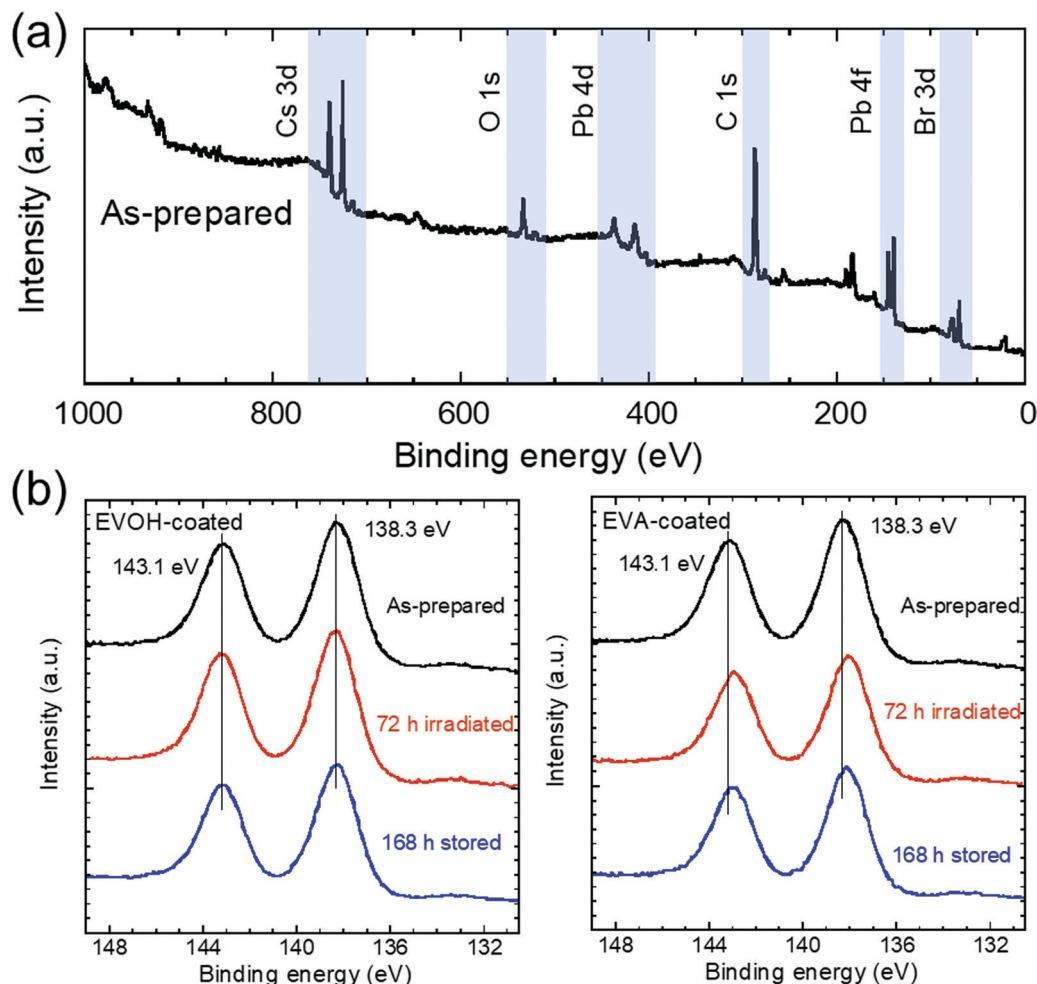 (a)
Intensity (a.u.)
As-prepared
Cs 3d
O 1s
Pb 4d
C 1s
Pb 4f
Br 3d
1000 800 600 400 200 0
Binding energy (eV)
(b)
Intensity (a.u.)
EVOH-coated
143.1 eV
138.3 eV
As-prepared
72 h irradiated
168 h stored
148 144 140 136 132
Binding energy (eV)
Intensity (a.u.)
EVA-coated
143.1 eV
138.3 eV
As-prepared
72 h irradiated
168 h stored
148 144 140 136 132
Binding energy (eV)